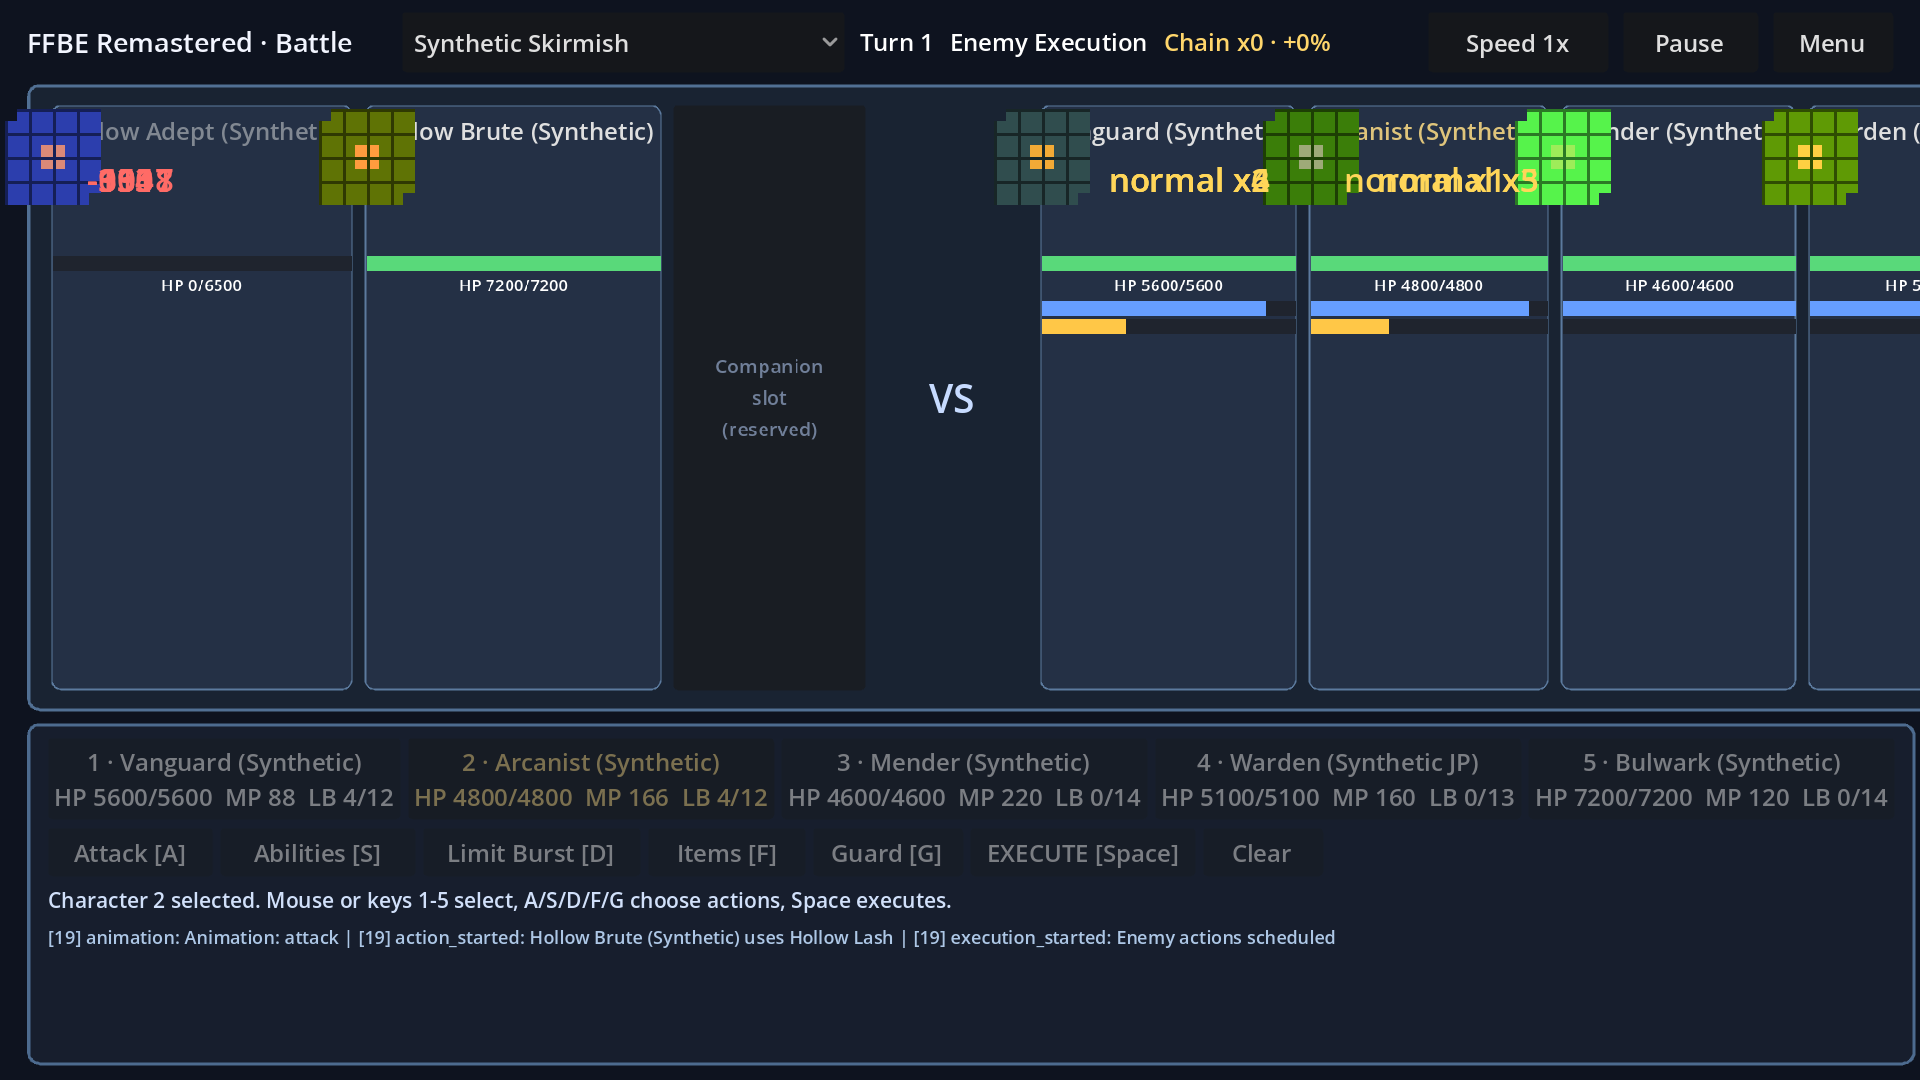 FFBE Remastered · Battle
Synthetic Skirmish
Turn 1 Enemy Execution Chain x0 · +0%
Speed 1x
Pause
Menu
low Adept (Synthet
low Brute (Synthetic)
guard (Synthet
anist (Synthet
nder (Synthet
rden (
normal
normal
normal
HP 0/6500
HP 7200/7200
HP 5600/5600
HP 4800/4800
HP 4600/4600
HP 5
Companion
slot
(reserved)
VS
1 · Vanguard (Synthetic)
HP 5600/5600 MP 88 LB 4/12
2 · Arcanist (Synthetic)
HP 4800/4800 MP 166 LB 4/12
3 · Mender (Synthetic)
HP 4600/4600 MP 220 LB 0/14
4 · Warden (Synthetic JP)
HP 5100/5100 MP 160 LB 0/13
5 · Bulwark (Synthetic)
HP 7200/7200 MP 120 LB 0/14
Attack [A]
Abilities [S]
Limit Burst [D]
Items [F]
Guard [G]
EXECUTE [Space]
Clear
Character 2 selected. Mouse or keys 1-5 select, A/S/D/F/G choose actions, Space executes.
[19] animation: Animation: attack | [19] action_started: Hollow Brute (Synthetic) uses Hollow Lash | [19] execution_started: Enemy actions scheduled